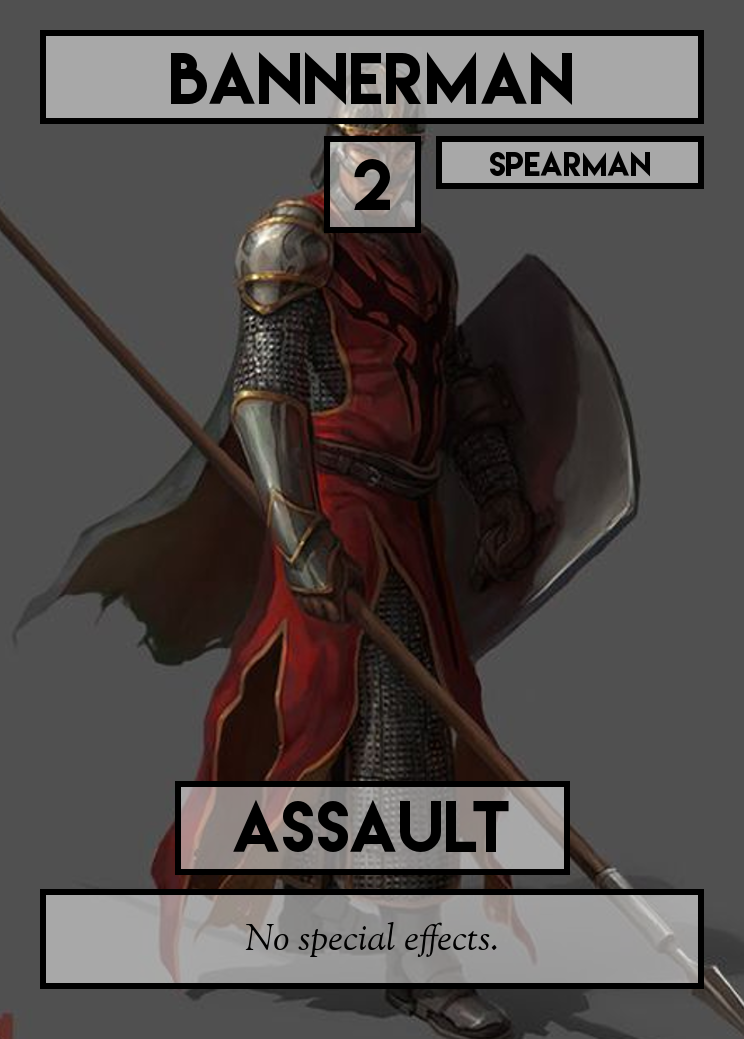 BANNERMAN
2
SPEARMAN
ASSAULT
No special effects.